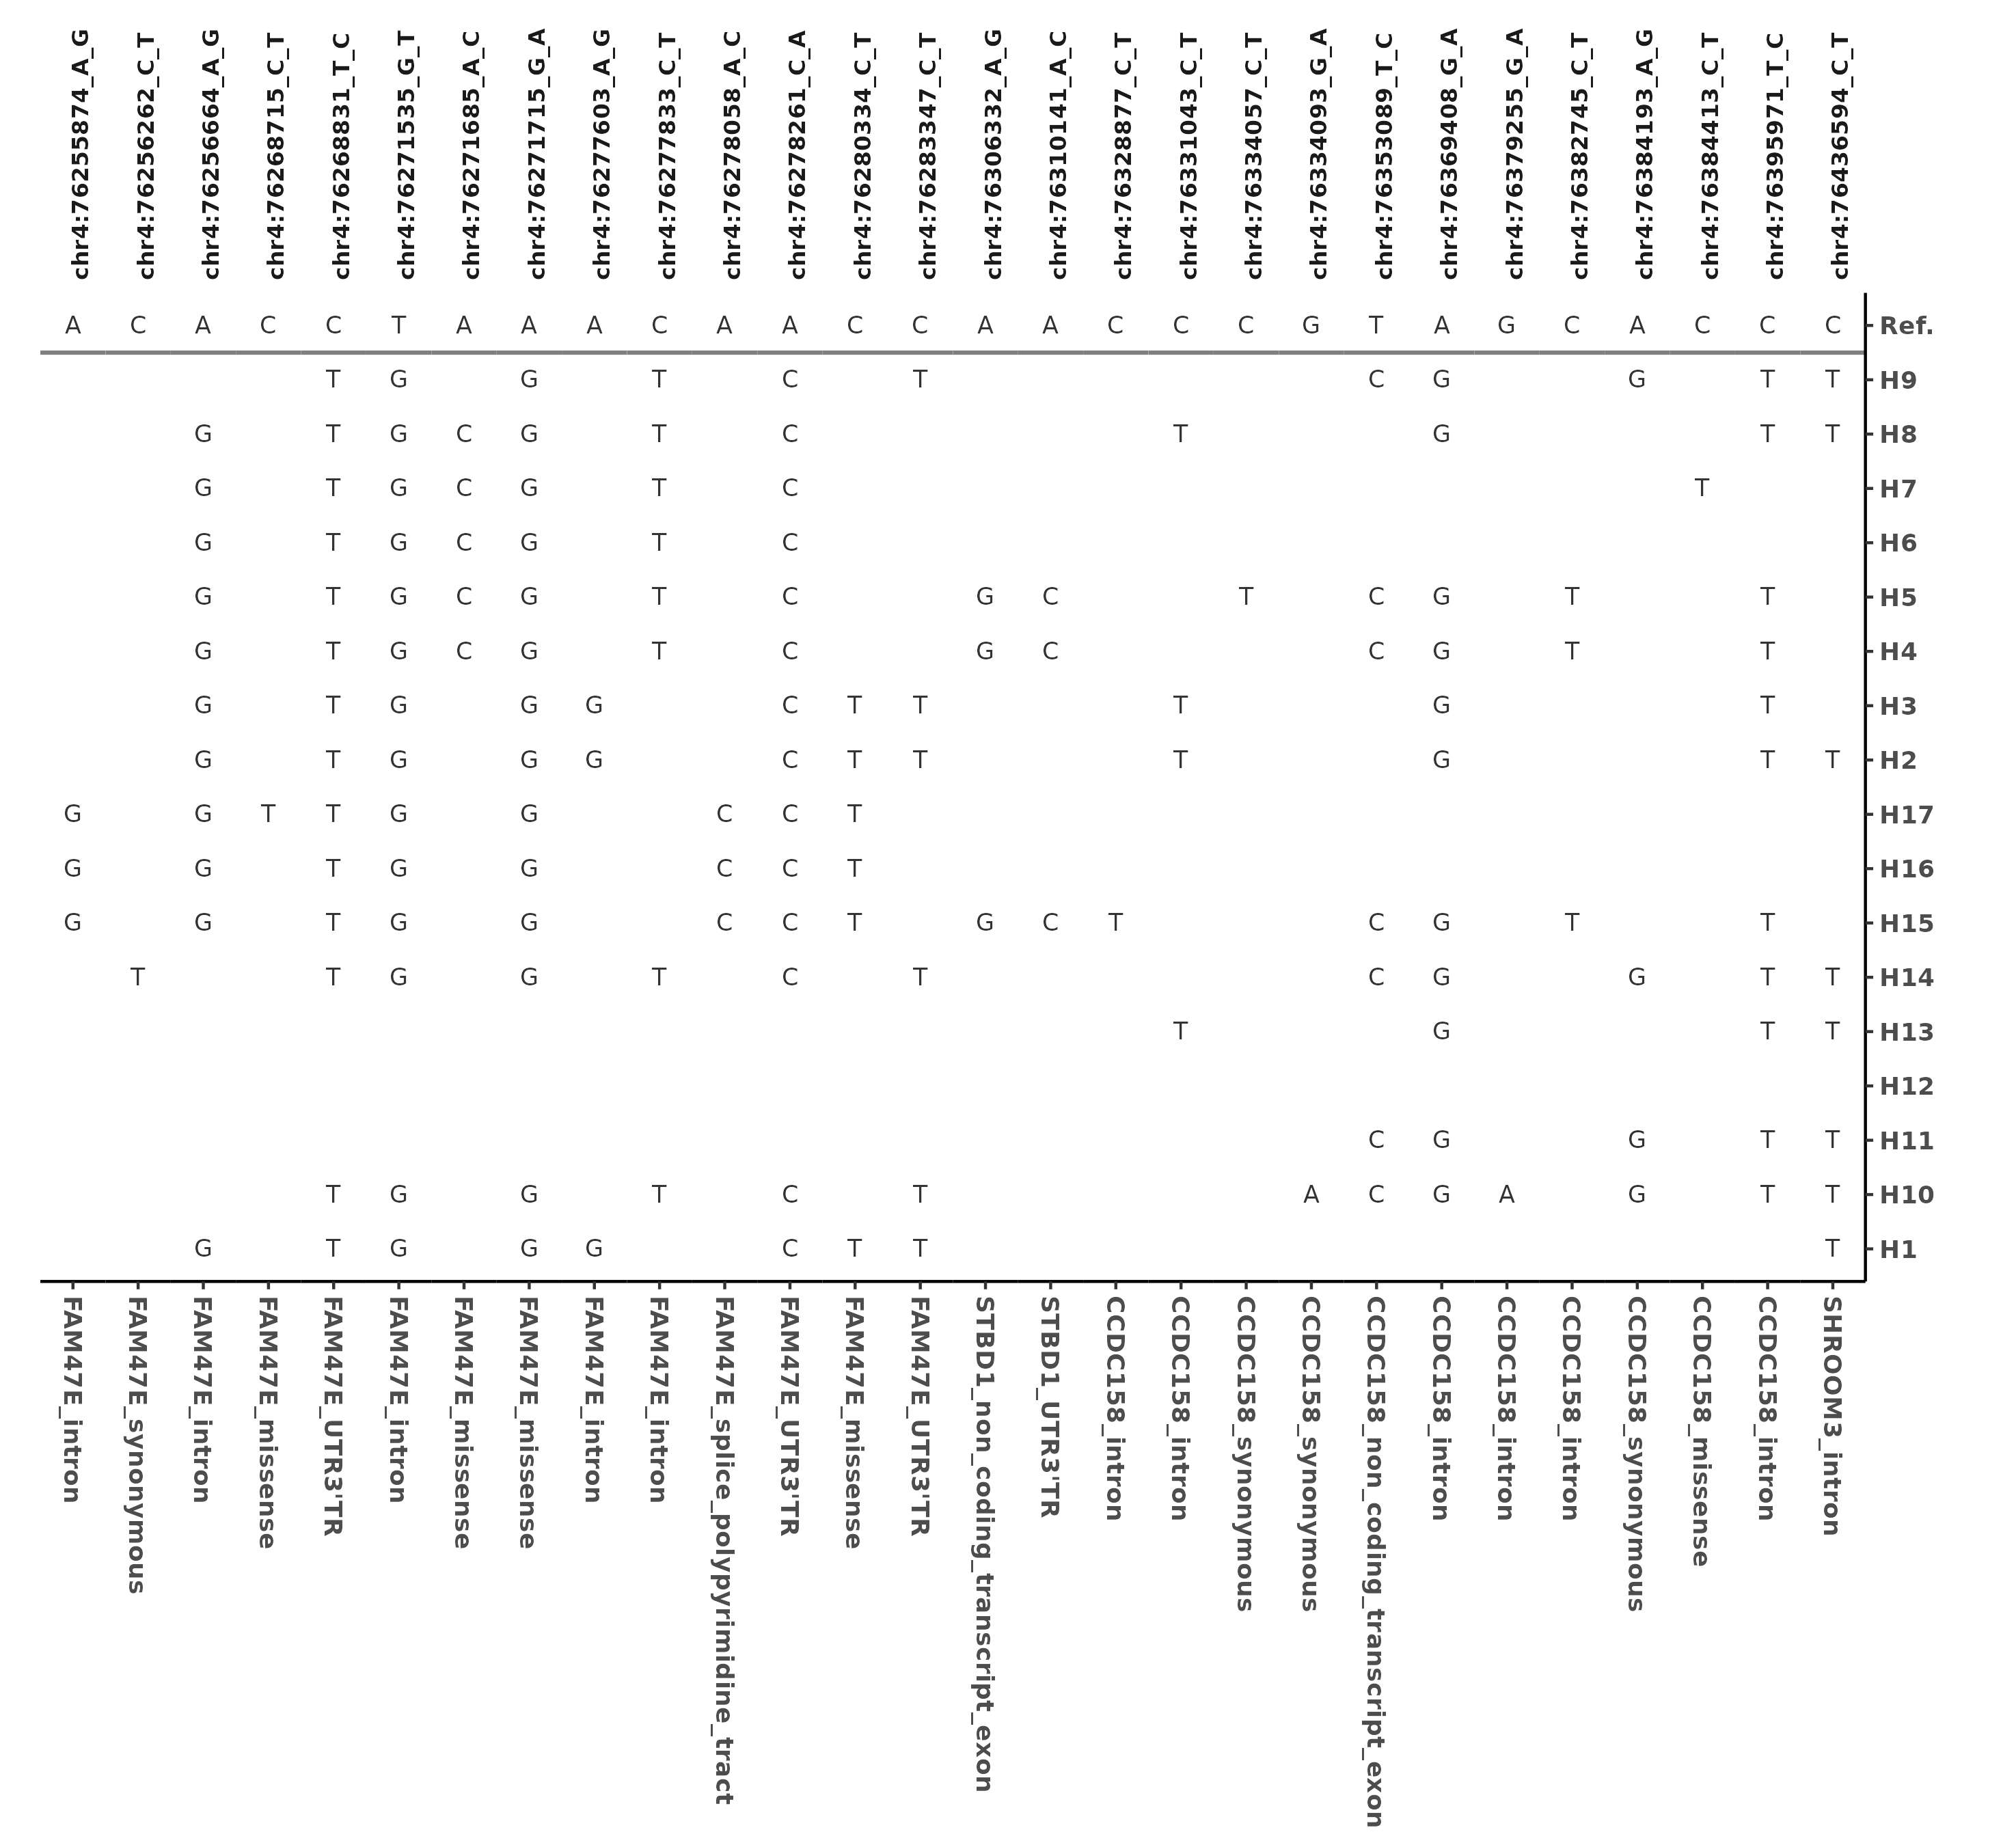 chr4:76255874_A_G
chr4:76256262_C_T
chr4:76256664_A_G
chr4:76268715_C_T
chr4:76268831_T_C
chr4:76271535_G_T
chr4:76271685_A_C
chr4:76271715_G_A
chr4:76277603_A_G
chr4:76277833_C_T
chr4:76278058_A_C
chr4:76278261_C_A
chr4:76280334_C_T
chr4:76283347_C_T
chr4:76306332_A_G
chr4:76310141_A_C
chr4:76328877_C_T
chr4:76331043_C_T
chr4:76334057_C_T
chr4:76334093_G_A
chr4:76353089_T_C
chr4:76369408_G_A
chr4:76379255_G_A
chr4:76382745_C_T
chr4:76384193_A_G
chr4:76384413_C_T
chr4:76395971_T_C
chr4:76436594_C_T
A C A C C T A A A C A A C C A A C C C G T A G C A C C C Ref.
T G G T C T C G G T T H9
G T G C G T C T G T T H8
G T G C G T C T H7
G T G C G T C H6
G T G C G T C G C T C G T T H5
G T G C G T C G C C G T T H4
G T G G G C T T T G T H3
G T G G G C T T T G T T H2
G G T T G G C C T H17
G G T G G C C T H16
G G T G G C C T G C T C G T T H15
T T G G T C T C G G T T H14
T G T T H13
H12
C G G T T H11
T G G T C T A C G A G T T H10
G T G G G C T T T H1
FAM47E_intron
FAM47E_synonymous
FAM47E_intron
FAM47E_missense
FAM47E_UTR3'TR
FAM47E_intron
FAM47E_missense
FAM47E_missense
FAM47E_intron
FAM47E_intron
FAM47E_splice_polypyrimidine_tract
FAM47E_UTR3'TR
FAM47E_missense
FAM47E_UTR3'TR
STBD1_non_coding_transcript_exon
STBD1_UTR3'TR
CCDC158_intron
CCDC158_intron
CCDC158_synonymous
CCDC158_synonymous
CCDC158_non_coding_transcript_exon
CCDC158_intron
CCDC158_intron
CCDC158_intron
CCDC158_synonymous
CCDC158_missense
CCDC158_intron
SHROOM3_intron